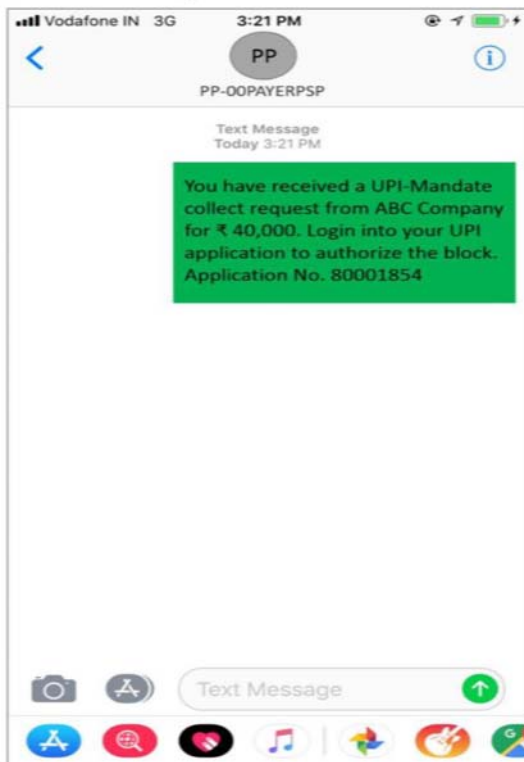 Vodafone IN 3G 3:21 PM
PP
PP-00PAYERPSP
Text Message
Today 3:21 PM
You have received a UPI-Mandate
collect request from ABC Company
for ₹ 40,000. Login into your UPI
application to authorize the block.
Application No. 80001854
Text Message